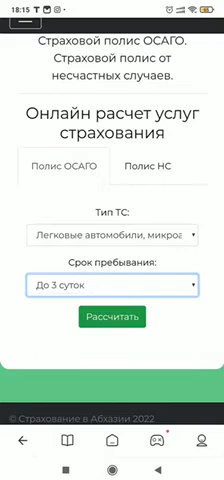 18:15
Страховой полис ОСАГО.
Страховой полис от
несчастных случаев.
Онлайн расчет услуг
страхования
Полис ОСАГО
Полис НС
Тип ТС:
Легковые автомобили, микроа
Срок пребывания:
До 3 суток
Рассчитать
© Страхование в Абхазии 2022